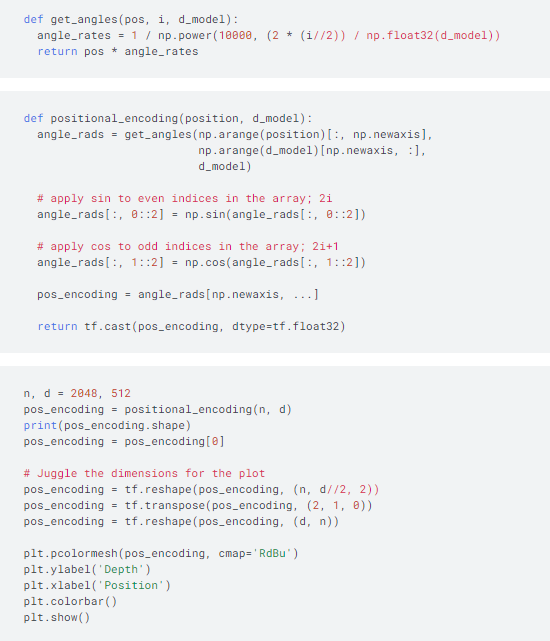 def get_angles(pos, i, d_model):
  angle_rates = 1 / np.power(10000, (2 * (i//2)) / np.float32(d_model))
  return pos * angle_rates
def positional_encoding(position, d_model):
  angle_rads = get_angles(np.arange(position)[:, np.newaxis],
                          np.arange(d_model)[np.newaxis, :],
                          d_model)
  # apply sin to even indices in the array; 2i
  angle_rads[:, 0::2] = np.sin(angle_rads[:, 0::2])
  # apply cos to odd indices in the array; 2i+1
  angle_rads[:, 1::2] = np.cos(angle_rads[:, 1::2])
  pos_encoding = angle_rads[np.newaxis, ...]
  return tf.cast(pos_encoding, dtype=tf.float32)
n, d = 2048, 512
pos_encoding = positional_encoding(n, d)
print(pos_encoding.shape)
pos_encoding = pos_encoding[0]
# Juggle the dimensions for the plot
pos_encoding = tf.reshape(pos_encoding, (n, d//2, 2))
pos_encoding = tf.transpose(pos_encoding, (2, 1, 0))
pos_encoding = tf.reshape(pos_encoding, (d, n))
plt.pcolormesh(pos_encoding, cmap='RdBu')
plt.ylabel('Depth')
plt.xlabel('Position')
plt.colorbar()
plt.show()